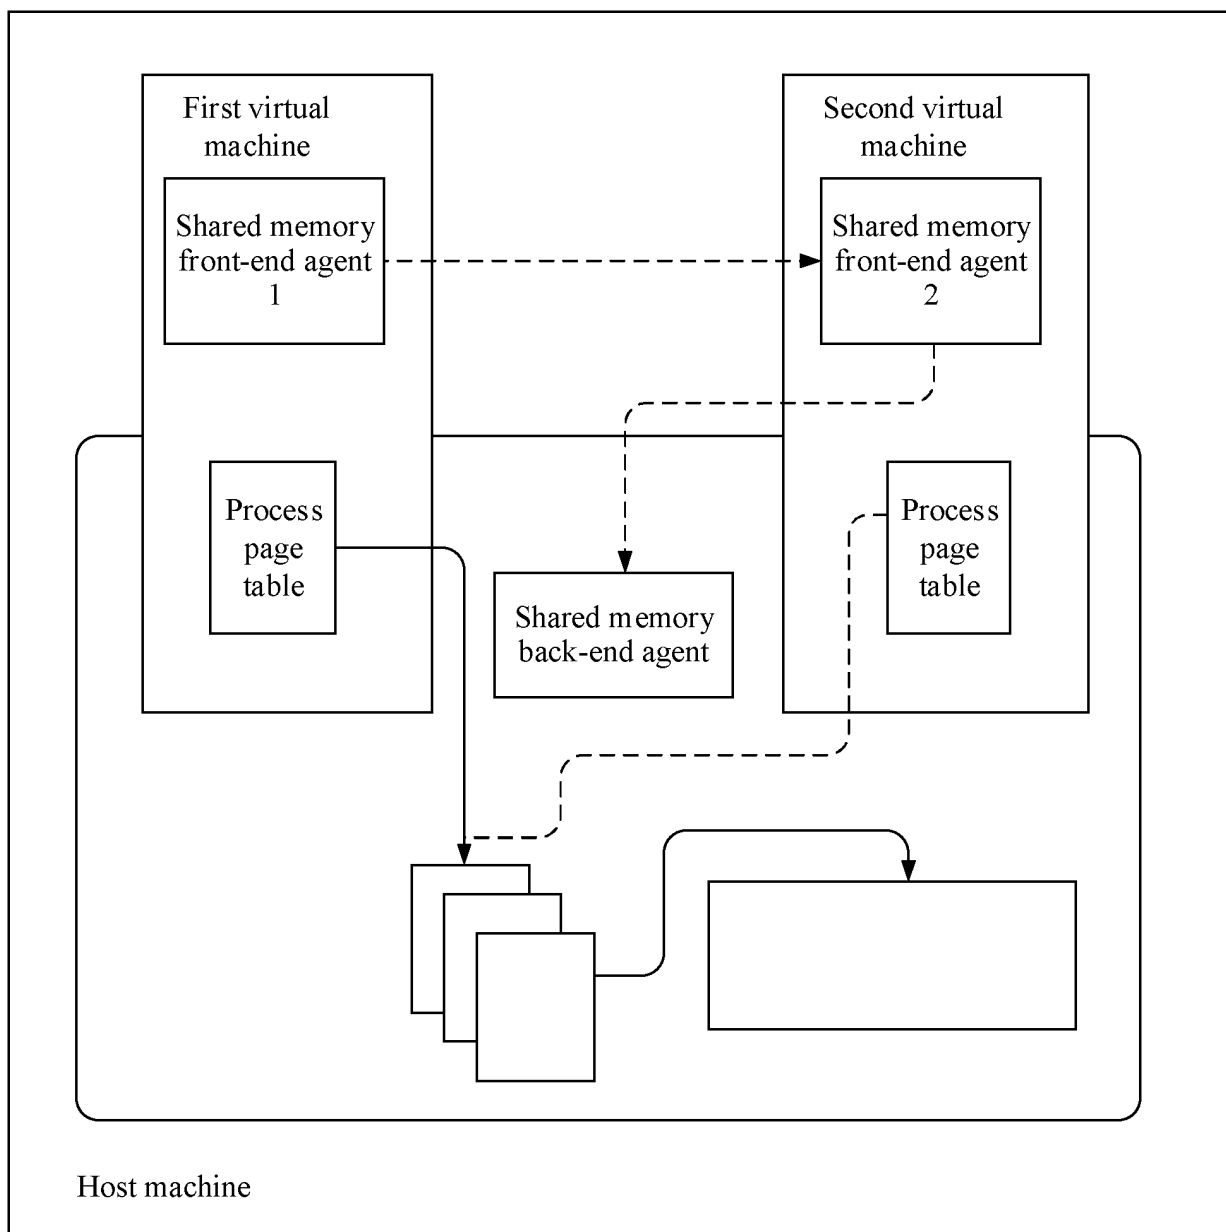 First virtual
machine
Second virtual
machine
Shared memory
front-end agent
1
Shared memory
front-end agent
2
Process
page
table
Process
page
table
Shared memory
back-end agent
Host machine